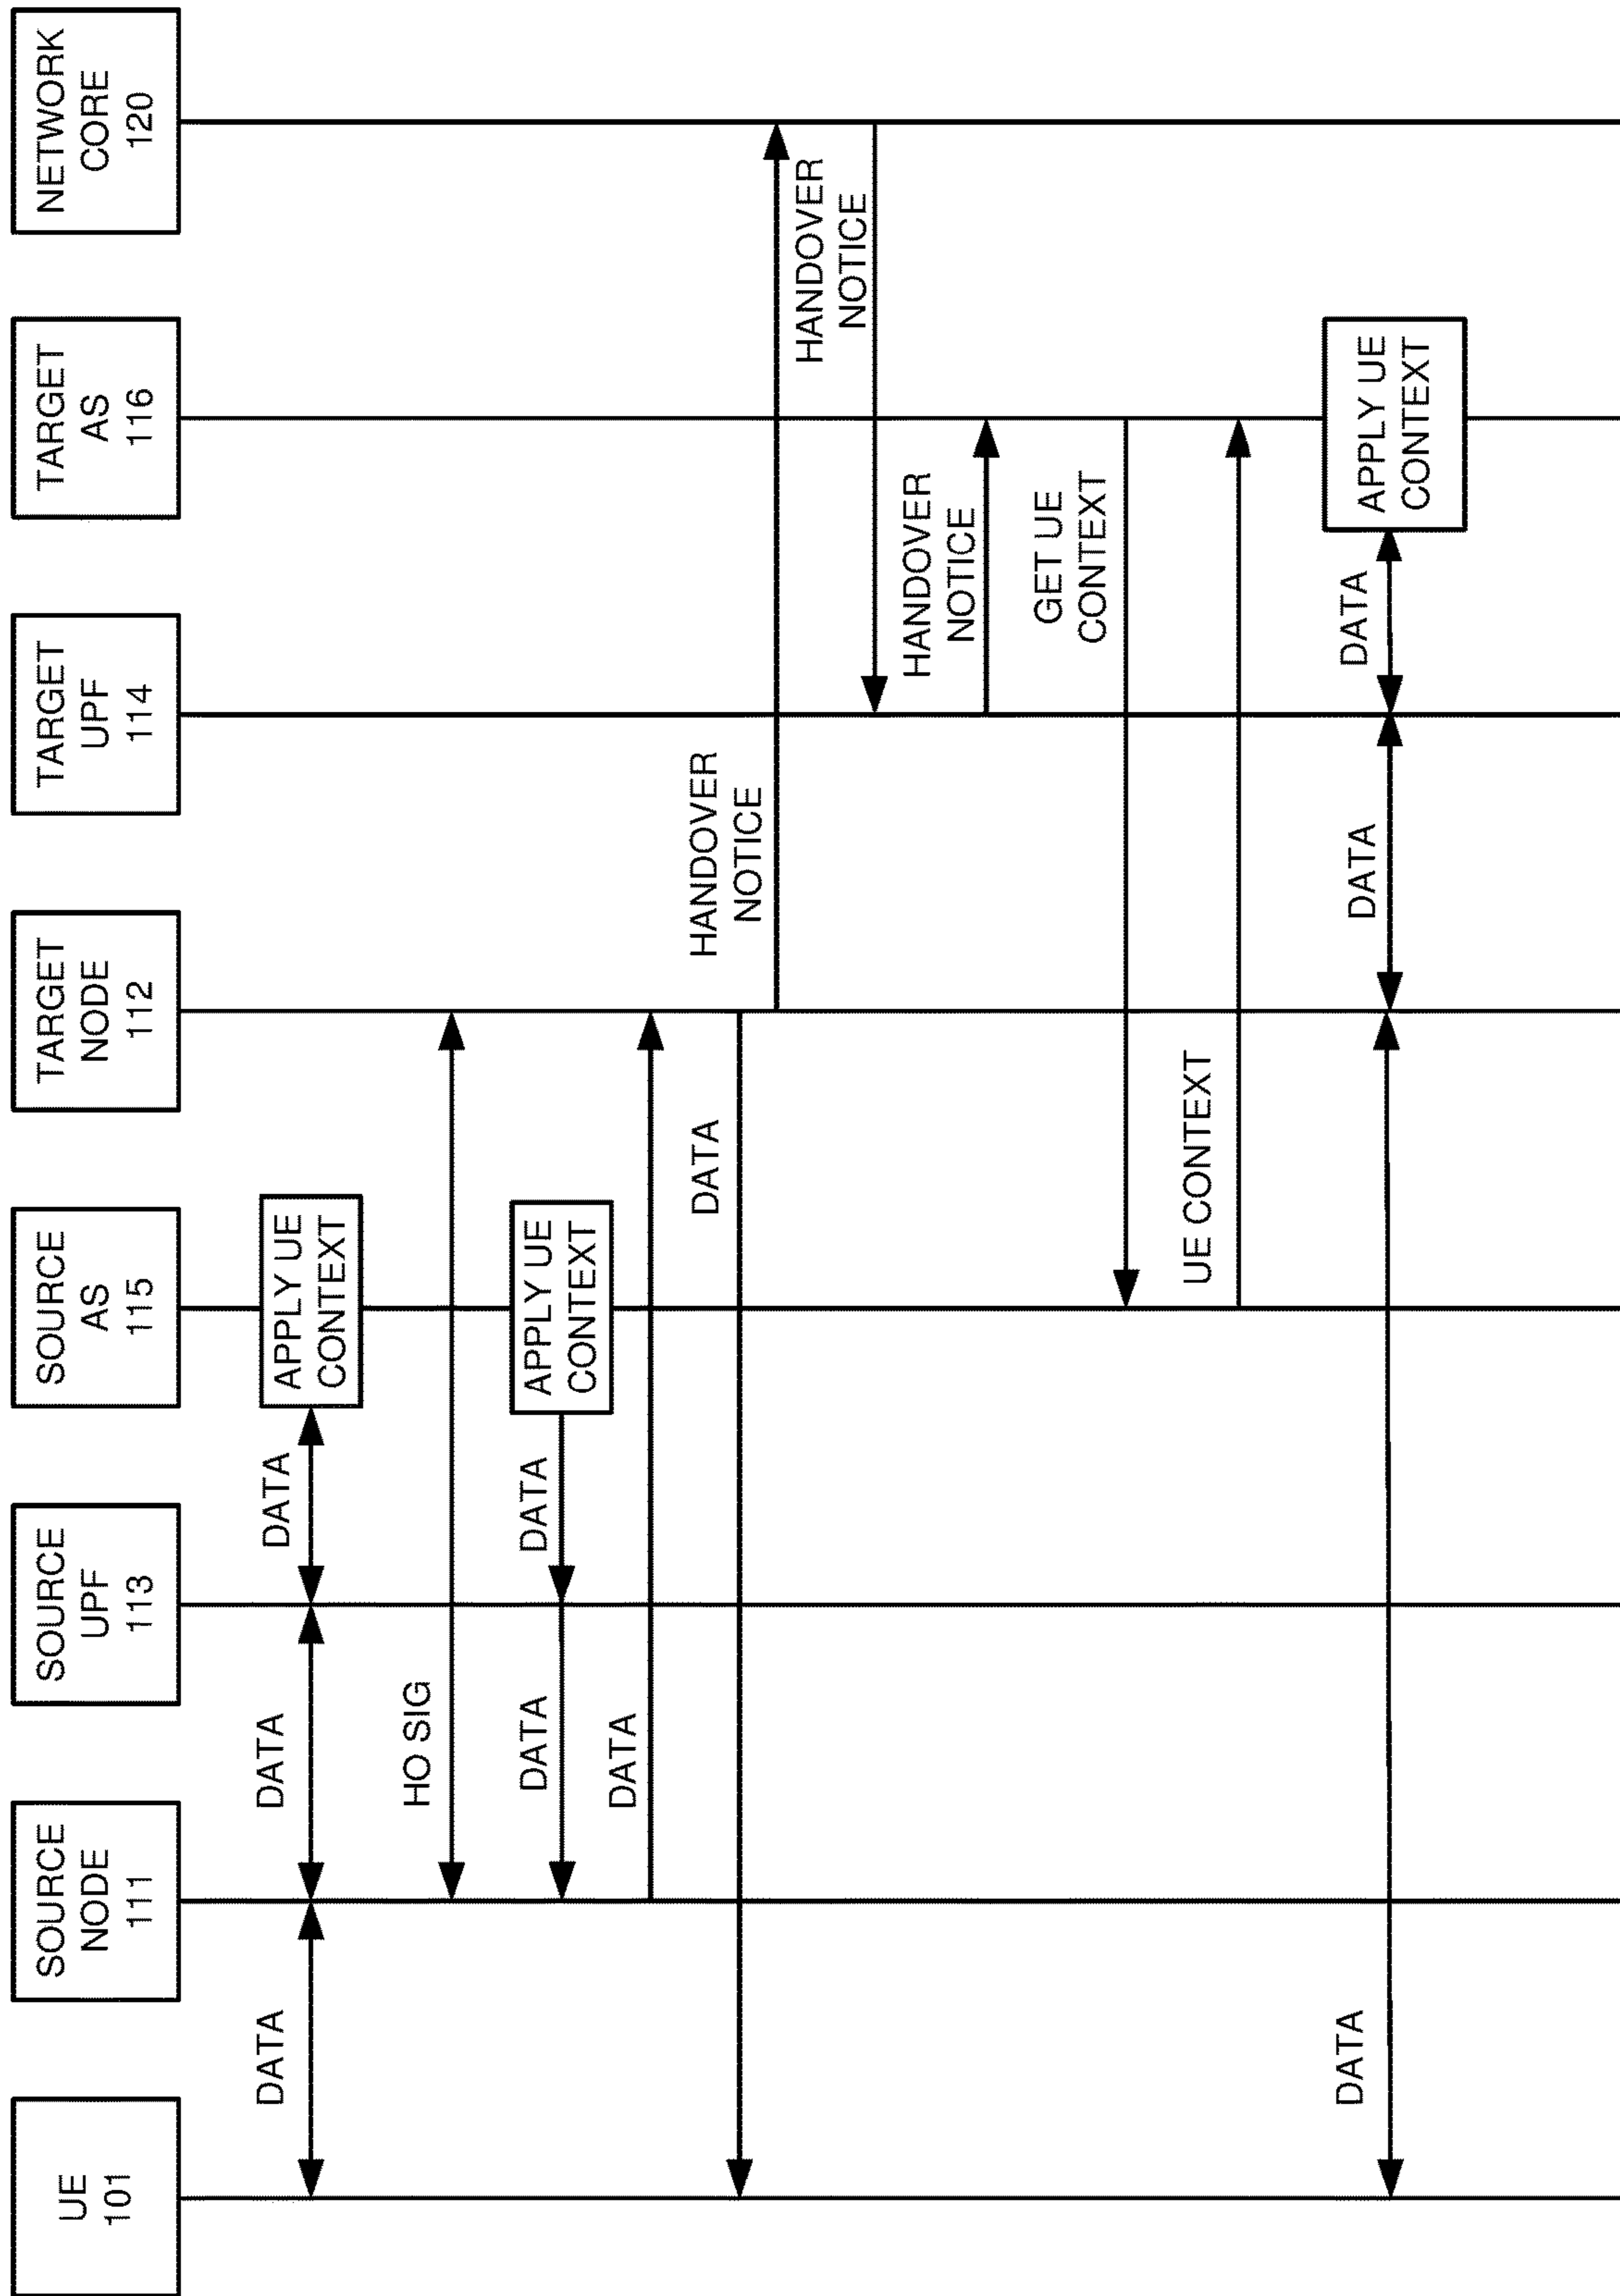 UE
101
SOURCE
NODE
111
SOURCE
UPF
113
SOURCE
AS
115
TARGET
NODE
112
TARGET
UPF
114
TARGET
AS
116
NETWORK
CORE
120
DATA
DATA
DATA
APPLY UE
CONTEXT
HO SIG
DATA
DATA
APPLY UE
CONTEXT
DATA
DATA
HANDOVER
NOTICE
HANDOVER
NOTICE
HANDOVER
NOTICE
GET UE
CONTEXT
UE CONTEXT
DATA
DATA
DATA
APPLY UE
CONTEXT